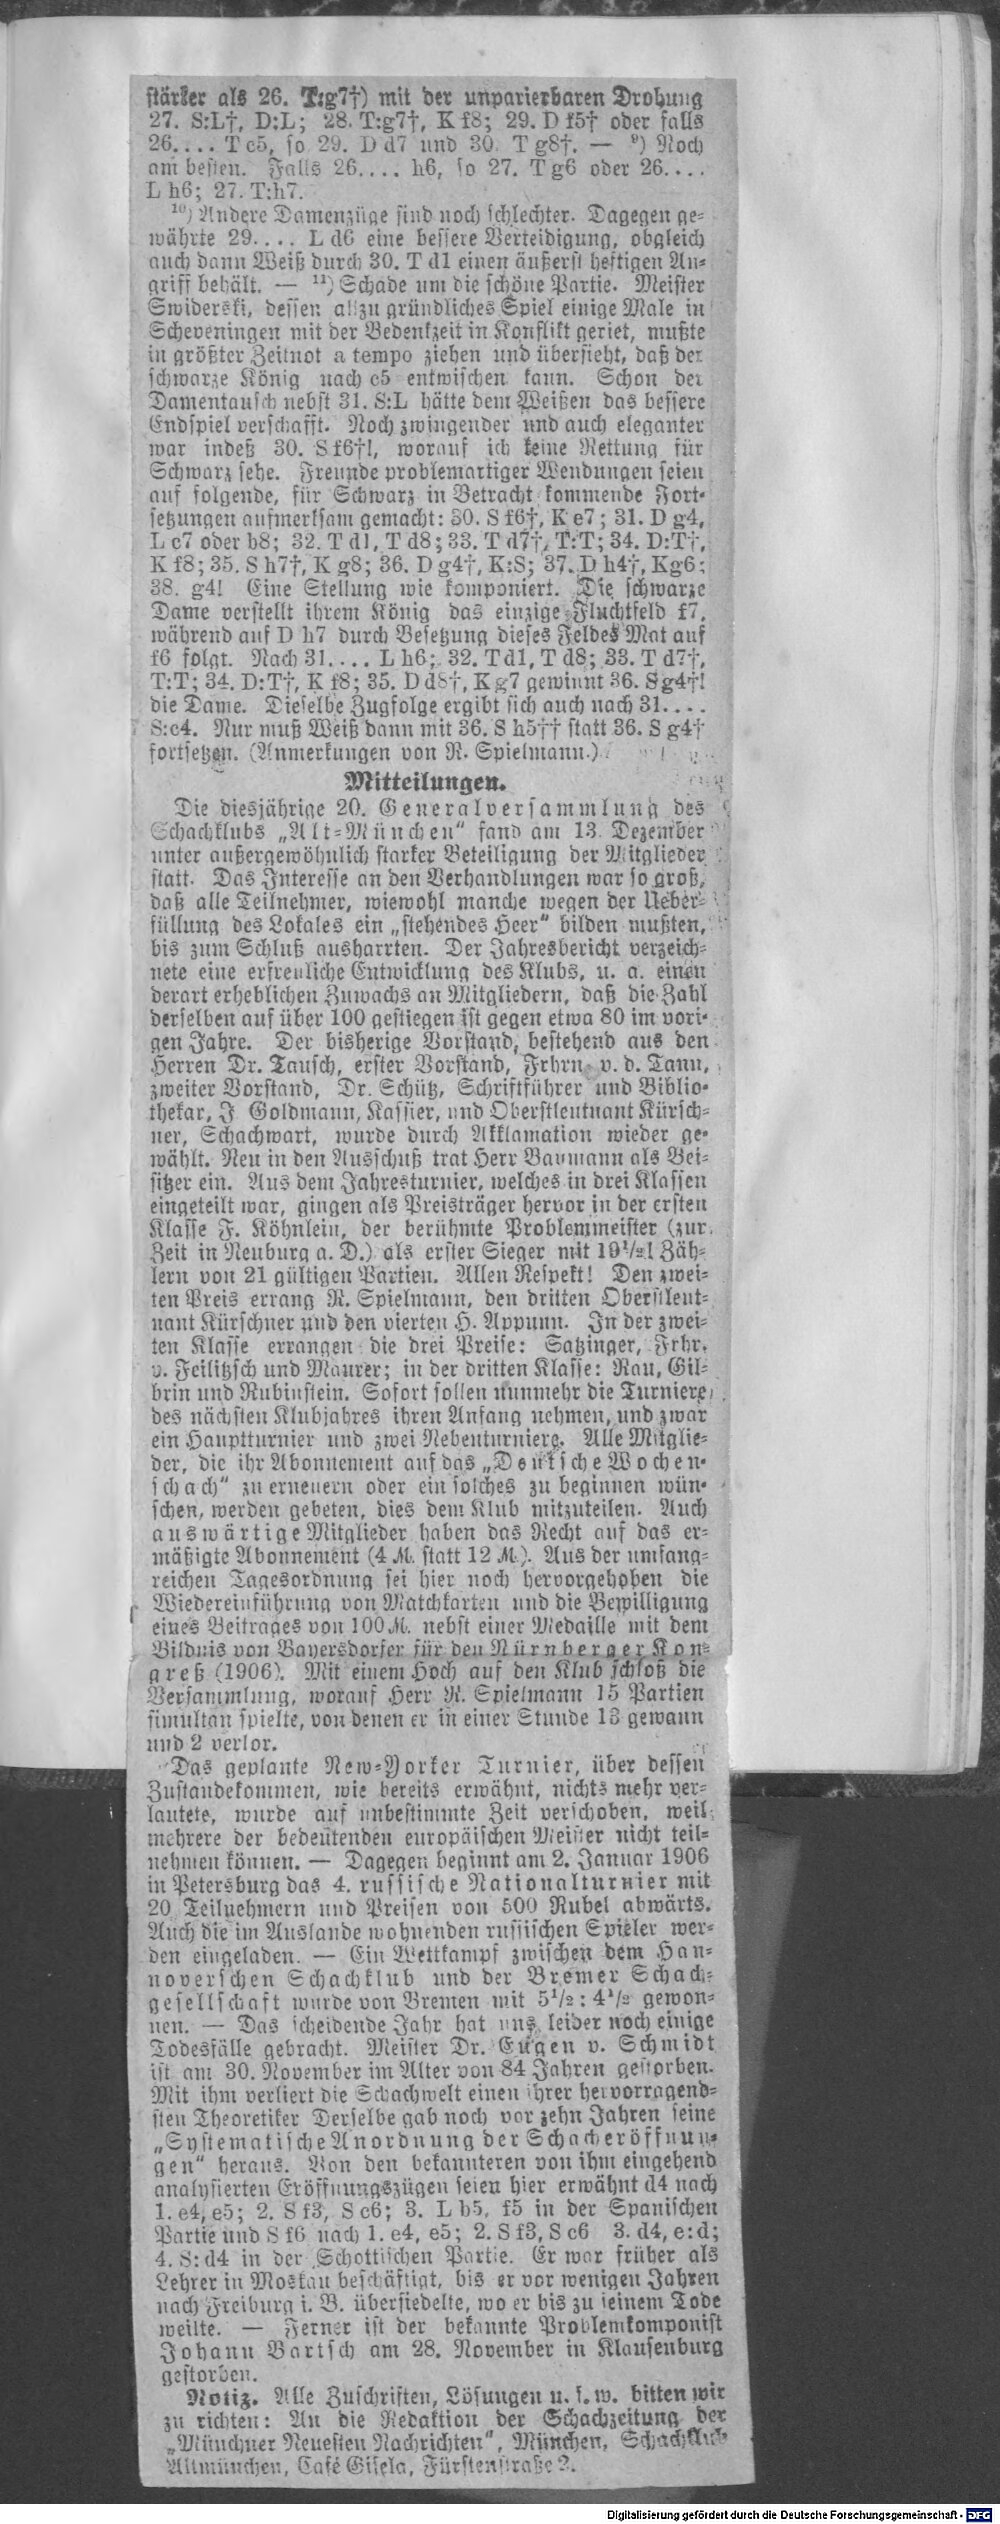 stärker als 26. T:g7†) mit der unparierbaren Drohung
27. S:L†, D:L; 28. T:g7†, K f8; 29. D f5† oder falls
26.... T c5, so 29. D d7 und 30. T g8†. — ⁹) Noch
am besten. Falls 26.... h6, so 27. T g6 oder 26....
L h6; 27. T:h7.
¹⁰) Andere Damenzüge sind noch schlechter. Dagegen ge-
währte 29.... L d6 eine bessere Verteidigung, obgleich
auch dann Weiß durch 30. T d1 einen äußerst heftigen An-
griff behält. — ¹¹) Schade um die schöne Partie. Meister
Swiderski, dessen allzu gründliches Spiel einige Male in
Scheveningen mit der Bedenkzeit in Konflikt geriet, mußte
in größter Zeitnot a tempo ziehen und übersieht, daß der
schwarze König nach c5 entwischen kann. Schon der
Damentausch nebst 31. S:L hätte dem Weißen das bessere
Endspiel verschafft. Noch zwingender und auch eleganter
war indeß 30. S f6†!, worauf ich keine Rettung für
Schwarz sehe. Freunde problemartiger Wendungen seien
auf folgende, für Schwarz in Betracht kommende Fort-
setzungen aufmerksam gemacht: 30. S f6†, K e7; 31. D g4,
L c7 oder b8; 32. T d1, T d8; 33. T d7†, T:T; 34. D:T†,
K f8; 35. S h7†, K g8; 36. D g4†, K:S; 37. D h4†, Kg6;
38. g4! Eine Stellung wie komponiert. Die schwarze
Dame verstellt ihrem König das einzige Fluchtfeld f7,
während auf D h7 durch Besetzung dieses Feldes Mat auf
f6 folgt. Nach 31.... L h6; 32. T d1, T d8; 33. T d7†,
T:T; 34. D:T†, K f8; 35. D d8†, K g7 gewinnt 36. S g4†!
die Dame. Dieselbe Zugfolge ergibt sich auch nach 31....
S:c4. Nur muß Weiß dann mit 36. S h5†† statt 36. S g4†
fortsetzen. (Anmerkungen von R. Spielmann.)
Mitteilungen.
Die diesjährige 20. Generalversammlung des
Schachklubs „Alt=München“ fand am 13. Dezember
unter außergewöhnlich starker Beteiligung der Mitglieder
statt. Das Interesse an den Verhandlungen war so groß,
daß alle Teilnehmer, wiewohl manche wegen der Ueber-
füllung des Lokales ein „stehendes Heer“ bilden mußten,
bis zum Schluß ausharrten. Der Jahresbericht verzeich-
nete eine erfreuliche Entwicklung des Klubs, u. a. einen
derart erheblichen Zuwachs an Mitgliedern, daß die Zahl
derselben auf über 100 gestiegen ist gegen etwa 80 im vori-
gen Jahre. Der bisherige Vorstand, bestehend aus den
Herren Dr. Tausch, erster Vorstand, Frhrn. v. d. Tann,
zweiter Vorstand, Dr. Schütz, Schriftführer und Biblio-
thekar, J. Goldmann, Kassier, und Oberstleutnant Kürsch-
ner, Schachwart, wurde durch Akklamation wieder ge-
wählt. Neu in den Ausschuß trat Herr Baumann als Bei-
sitzer ein. Aus dem Jahresturnier, welches in drei Klassen
eingeteilt war, gingen als Preisträger hervor in der ersten
Klasse F. Köhnlein, der berühmte Problemmeister (zur
Zeit in Neuburg a. D.) als erster Sieger mit 19½! Zäh-
lern von 21 gültigen Partien. Allen Respekt! Den zwei-
ten Preis errang R. Spielmann, den dritten Oberstleut-
nant Kürschner und den vierten H. Appunn. In der zwei-
ten Klasse errangen die drei Preise: Satzinger, Frhr.
v. Feilitzsch und Maurer; in der dritten Klasse: Rau, Gil-
brin und Rubinstein. Sofort sollen nunmehr die Turniere
des nächsten Klubjahres ihren Anfang nehmen, und zwar
ein Hauptturnier und zwei Nebenturniere. Alle Mitglie-
der, die ihr Abonnement auf das „Deutsche Wochen-
schach“ zu erneuern oder ein solches zu beginnen wün-
schen, werden gebeten, dies dem Klub mitzuteilen. Auch
auswärtige Mitglieder haben das Recht auf das er-
mäßigte Abonnement (4 M. statt 12 M.). Aus der umfang-
reichen Tagesordnung sei hier noch hervorgehoben die
Wiedereinführung von Matchkarten und die Bewilligung
eines Beitrages von 100 M. nebst einer Medaille mit dem
Bildnis von Bayersdorfer für den Nürnberger Kon-
greß (1906). Mit einem Hoch auf den Klub schloß die
Versammlung, worauf Herr R. Spielmann 15 Partien
simultan spielte, von denen er in einer Stunde 13 gewann
und 2 verlor.
Das geplante New=Yorker Turnier, über dessen
Zustandekommen, wie bereits erwähnt, nichts mehr ver-
lautete, wurde auf unbestimmte Zeit verschoben, weil
mehrere der bedeutenden europäischen Meister nicht teil-
nehmen können. — Dagegen beginnt am 2. Januar 1906
in Petersburg das 4. russische Nationalturnier mit
20 Teilnehmern und Preisen von 500 Rubel abwärts.
Auch die im Auslande wohnenden russischen Spieler wer-
den eingeladen. — Ein Wettkampf zwischen dem Han-
noverschen Schachklub und der Bremer Schach-
gesellschaft wurde von Bremen mit 5½ : 4½ gewon-
nen. — Das scheidende Jahr hat uns leider noch einige
Todesfälle gebracht. Meister Dr. Eugen v. Schmidt
ist am 30. November im Alter von 84 Jahren gestorben.
Mit ihm verliert die Schachwelt einen ihrer hervorragend-
sten Theoretiker Derselbe gab noch vor zehn Jahren seine
„Systematische Anordnung der Schacheröffnun-
gen“ heraus. Von den bekannteren von ihm eingehend
analysierten Eröffnungszügen seien hier erwähnt d4 nach
1. e4, e5; 2. S f3, S c6; 3. L b5, f5 in der Spanischen
Partie und S f6 nach 1. e4, e5; 2. S f3, S c6 3. d4, e:d;
4. S:d4 in der Schottischen Partie. Er war früher als
Lehrer in Moskau beschäftigt, bis er vor wenigen Jahren
nach Freiburg i. B. übersiedelte, wo er bis zu seinem Tode
weilte. — Ferner ist der bekannte Problemkomponist
Johann Bartsch am 28. November in Klausenburg
gestorben.
Notiz. Alle Zuschriften, Lösungen u. s. w. bitten wir
zu richten: An die Redaktion der Schachzeitung der
„Münchner Neuesten Nachrichten“, München, Schachklub
Altmünchen, Café Gisela, Fürstenstraße 2.
Digitalisierung gefördert durch die Deutsche Forschungsgemeinschaft - DFG